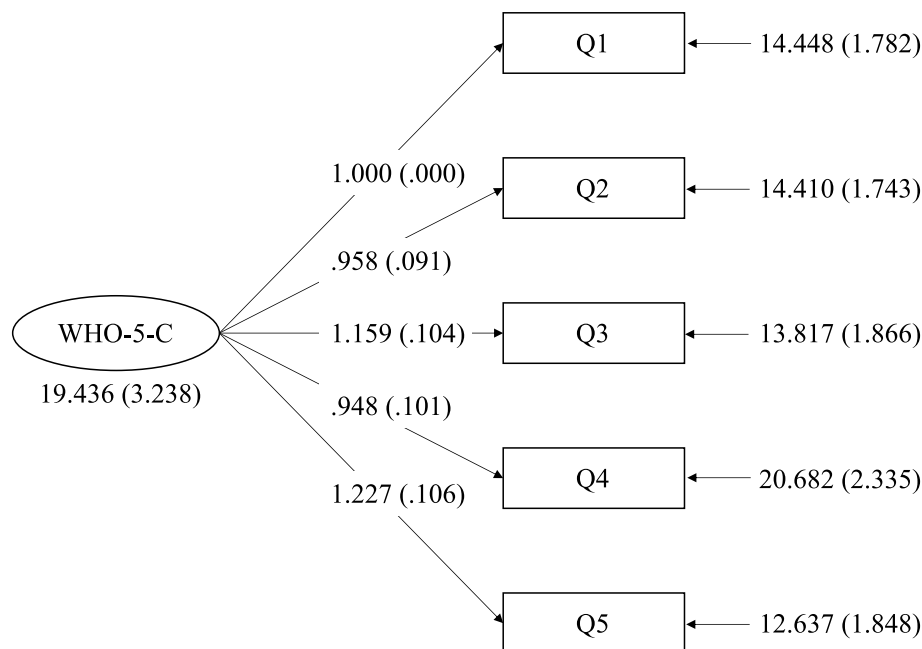 Q1
14.448 (1.782)
1.000 (.000)
Q2
14.410 (1.743)
.958 (.091)
WHO-5-C
19.436 (3.238)
1.159 (.104)
Q3
13.817 (1.866)
.948 (.101)
Q4
20.682 (2.335)
1.227 (.106)
Q5
12.637 (1.848)